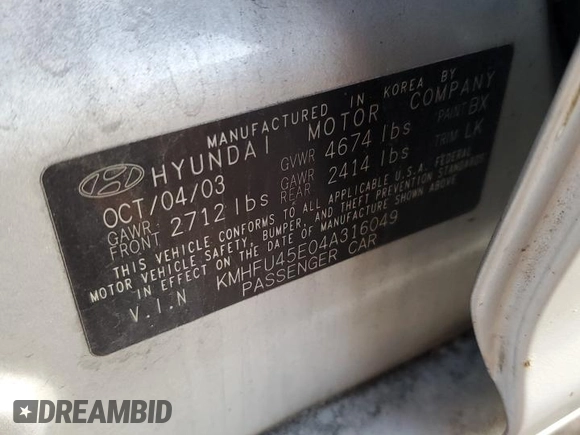 MANUFACTURED IN KOREA BY
HYUNDAI MOTOR COMPANY
OCT/04/03 GVWR 4674 lbs PAINT BX
GAWR FRONT 2712 lbs GAWR REAR 2414 lbs TRIM LK
THIS VEHICLE CONFORMS TO ALL APPLICABLE U.S.A. FEDERAL
MOTOR VEHICLE SAFETY, BUMPER, AND THEFT PREVENTION STANDARDS
IN EFFECT ON THE DATE OF MANUFACTURE SHOWN ABOVE
V.I.N KMHFU45E04A316049
PASSENGER CAR
DREAMBID